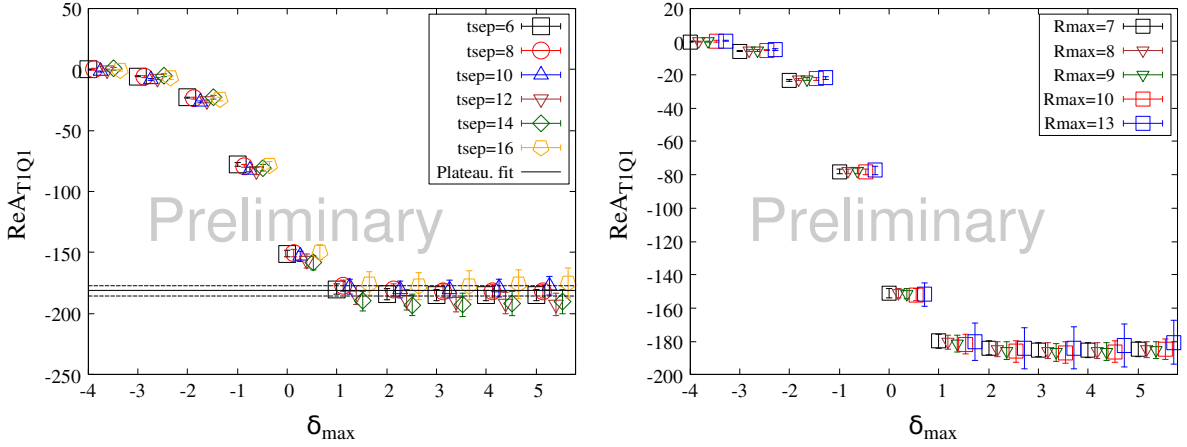 50
0
-50
-100
-150
-200
-250
-4
-3
-2
-1
0
1
2
3
4
5
ReA_T1Q1
δ_max
tsep=6
tsep=8
tsep=10
tsep=12
tsep=14
tsep=16
Plateau. fit
Preliminary
20
0
-20
-40
-60
-80
-100
-120
-140
-160
-180
-200
-4
-3
-2
-1
0
1
2
3
4
5
ReA_T1Q1
δ_max
Rmax=7
Rmax=8
Rmax=9
Rmax=10
Rmax=13
Preliminary